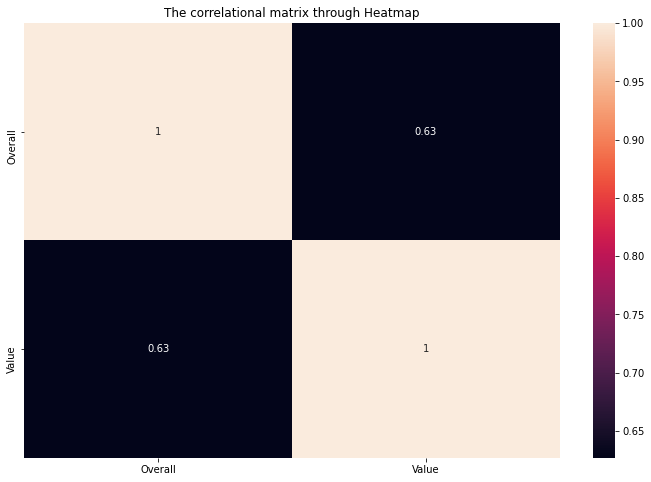 The correlational matrix through Heatmap
Overall
1
0.63
Value
0.63
1
Overall
Value
1.00
0.95
0.90
0.85
0.80
0.75
0.70
0.65